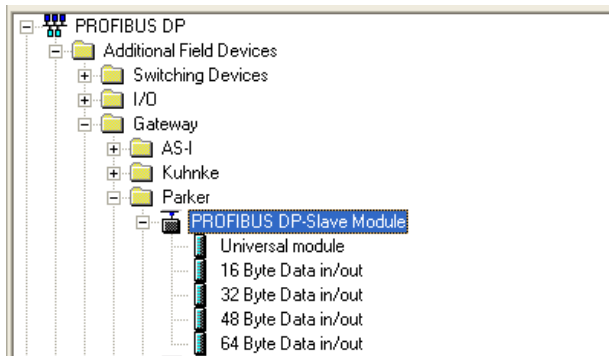 PROFIBUS DP
Additional Field Devices
Switching Devices
I/O
Gateway
AS-I
Kuhnke
Parker
PROFIBUS DP-Slave Module
Universal module
16 Byte Data in/out
32 Byte Data in/out
48 Byte Data in/out
64 Byte Data in/out